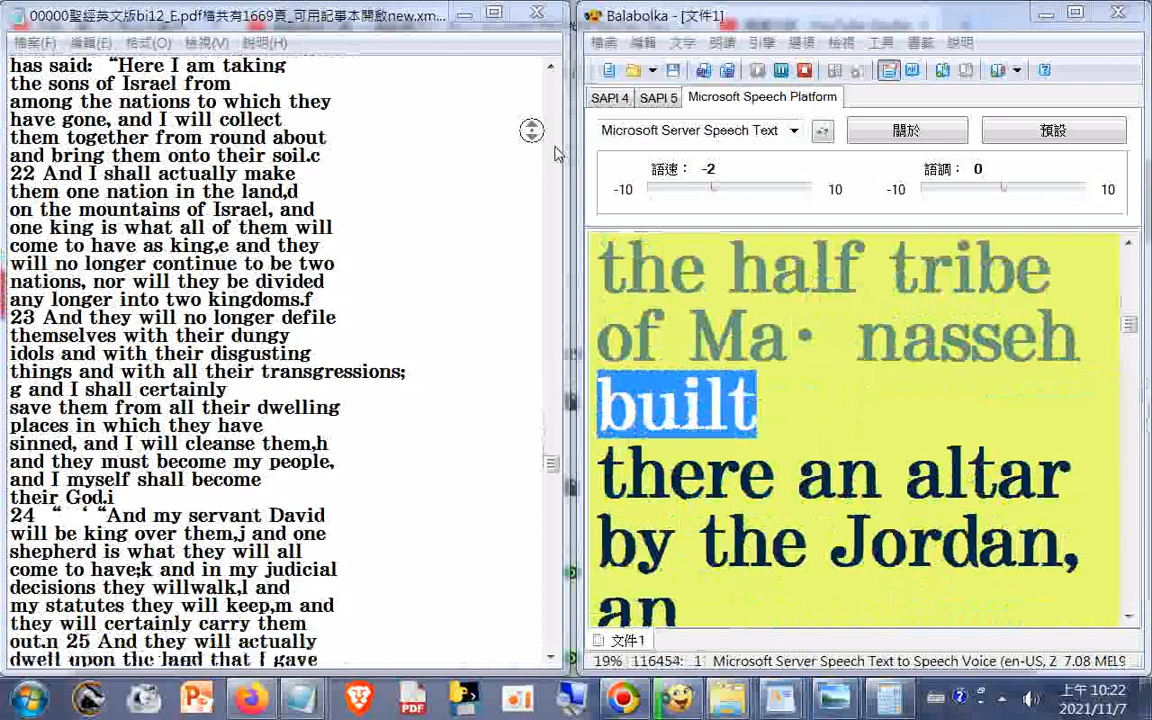 00000聖經英文版bi12_E.pdf檔共有1669頁_可用記事本開啟new.xm...
檔案(F) 編輯(E) 格式(O) 檢視(V) 說明(H)
has said: “Here I am taking
the sons of Israel from
among the nations to which they
have gone, and I will collect
them together from round about
and bring them onto their soil.c
22 And I shall actually make
them one nation in the land,d
on the mountains of Israel, and
one king is what all of them will
come to have as king,e and they
will no longer continue to be two
nations, nor will they be divided
any longer into two kingdoms.f
23 And they will no longer defile
themselves with their dungy
idols and with their disgusting
things and with all their transgressions;
g and I shall certainly
save them from all their dwelling
places in which they have
sinned, and I will cleanse them,h
and they must become my people,
and I myself shall become
their God.i
24 “ ‘ “And my servant David
will be king over them,j and one
shepherd is what they will all
come to have;k and in my judicial
decisions they willwalk,l and
my statutes they will keep,m and
they will certainly carry them
out.n 25 And they will actually
dwell upon the land that I gave
Balabolka - [文件1]
檔案 編輯 文字 朗讀 引擎 選項 檢視 工具 書籤 說明
SAPI 4 SAPI 5 Microsoft Speech Platform
Microsoft Server Speech Text 關於 預設
語速： -2 語調： 0
-10 10 -10 10
the half tribe
of Ma· nasseh
built
there an altar
by the Jordan,
an
文件1
19% 116454: 1 Microsoft Server Speech Text to Speech Voice (en-US, Z 7.08 MEL9
PDF
上午 10:22
2021/11/7